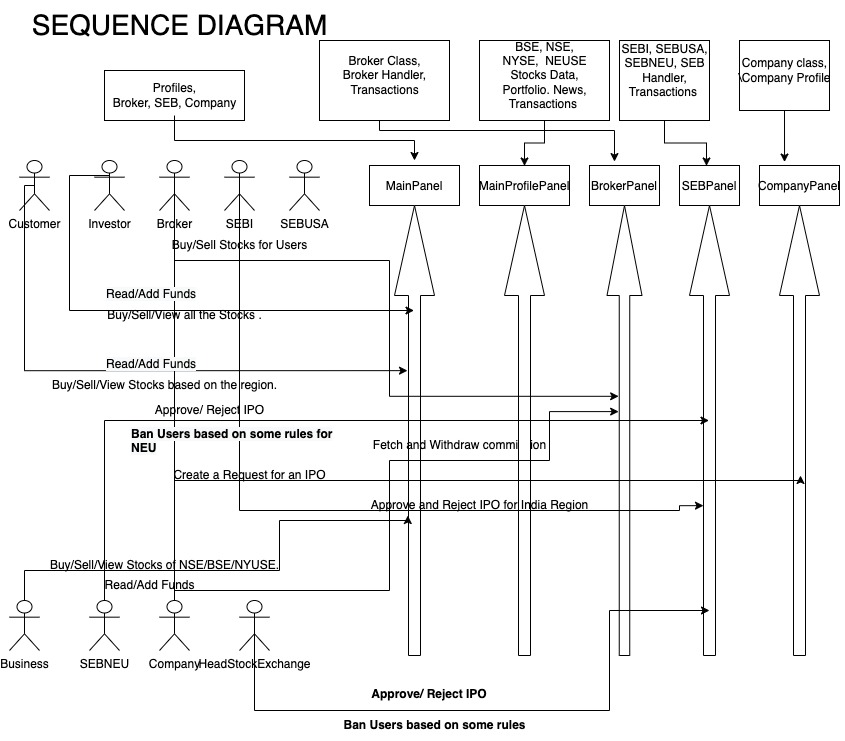 SEQUENCE DIAGRAM
Profiles,
Broker, SEB, Company
Broker Class,
Broker Handler,
Transactions
BSE, NSE,
NYSE, NEUSE
Stocks Data,
Portfolio. News,
Transactions
SEBI, SEBUSA,
SEBNEU, SEB
Handler,
Transactions
Company class,
\Company Profile
MainPanel
MainProfilePanel
BrokerPanel
SEBPanel
CompanyPanel
Customer
Investor
Broker
SEBI
SEBUSA
Buy/Sell Stocks for Users
Read/Add Funds
Buy/Sell/View all the Stocks .
Read/Add Funds
Buy/Sell/View Stocks based on the region.
Approve/ Reject IPO
Ban Users based on some rules for
NEU
Fetch and Withdraw commission
Create a Request for an IPO
Approve and Reject IPO for India Region
Buy/Sell/View Stocks of NSE/BSE/NYUSE.
Read/Add Funds
Business
SEBNEU
Company
HeadStockExchange
Approve/ Reject IPO
Ban Users based on some rules